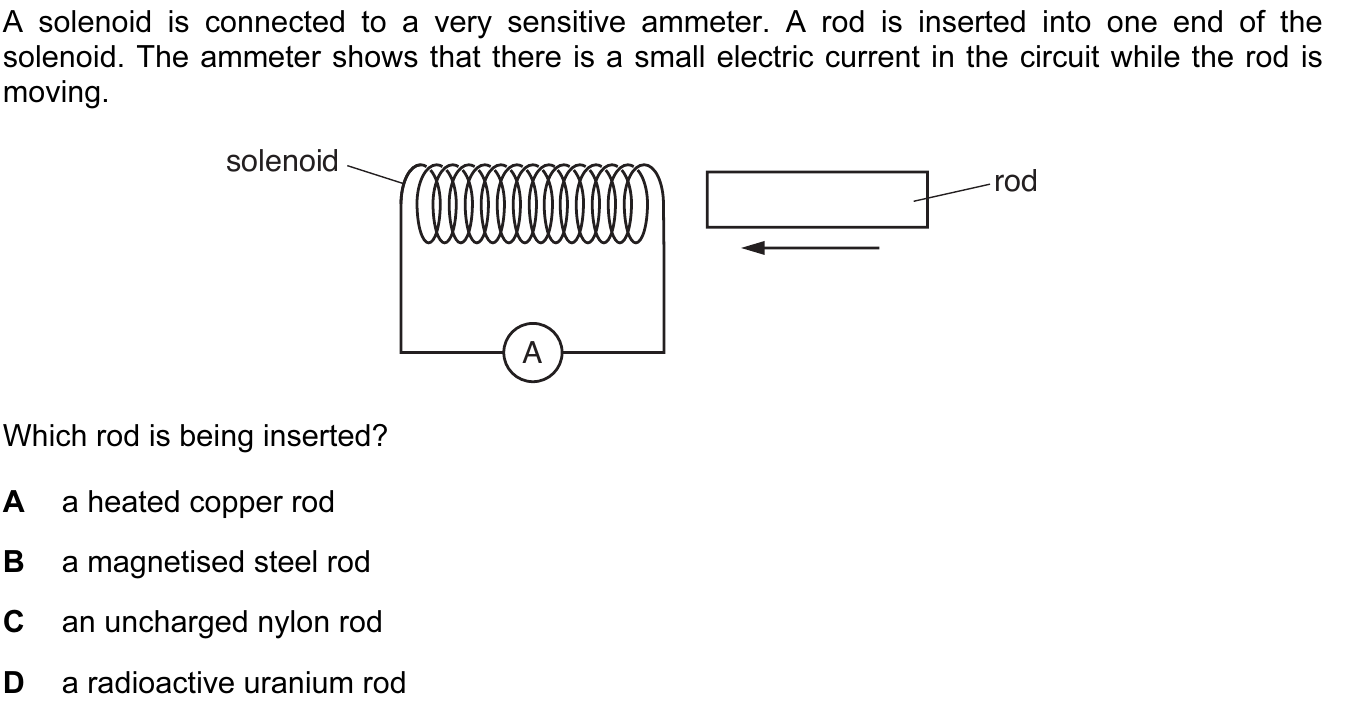 A solenoid is connected to a very sensitive ammeter. A rod is inserted into one end of the
solenoid. The ammeter shows that there is a small electric current in the circuit while the rod is
moving.
solenoid
rod
A
Which rod is being inserted?
A a heated copper rod
B a magnetised steel rod
C an uncharged nylon rod
D a radioactive uranium rod